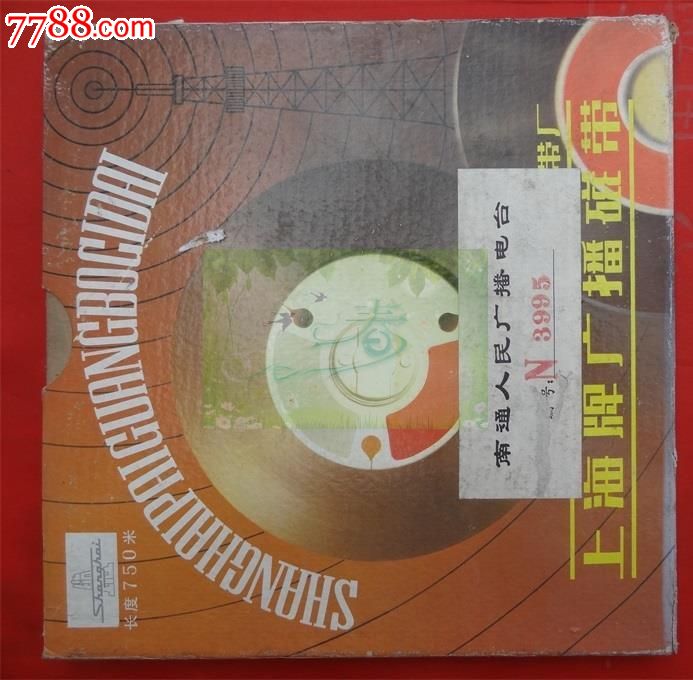 7788.com
SHANGHAIPAIGUANGBOCIDAI
Shanghai
长度 750米
南通人民广播电台
号: N 3995
带厂
上海牌广播磁带
春